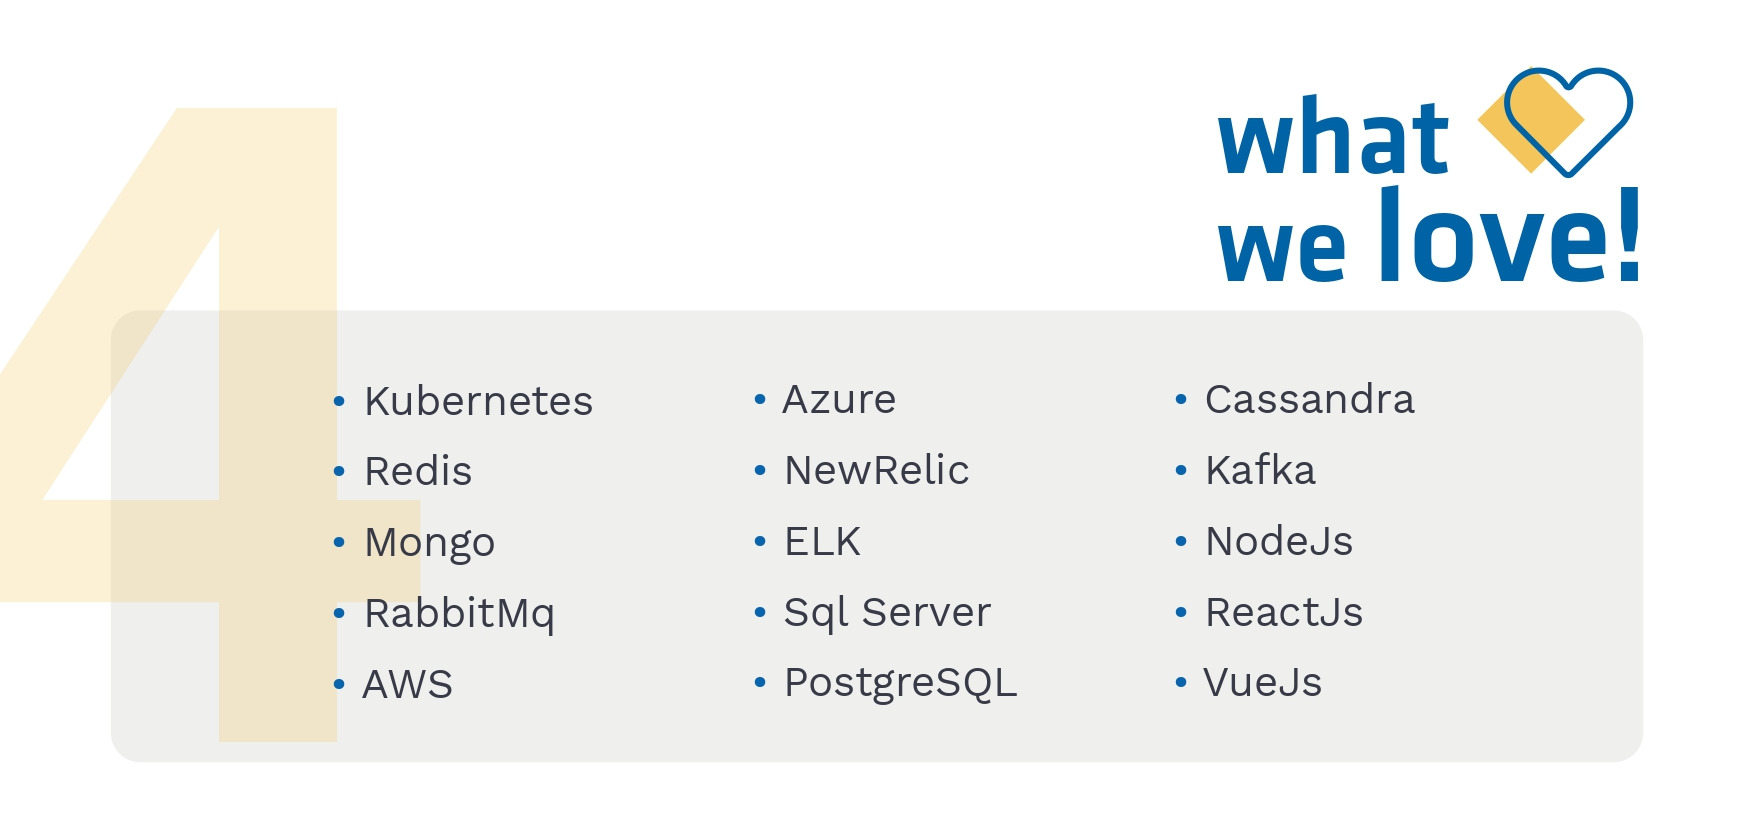 4
what
we love!
• Kubernetes
• Redis
• Mongo
• RabbitMq
• AWS
• Azure
• NewRelic
• ELK
• Sql Server
• PostgreSQL
• Cassandra
• Kafka
• NodeJs
• ReactJs
• VueJs